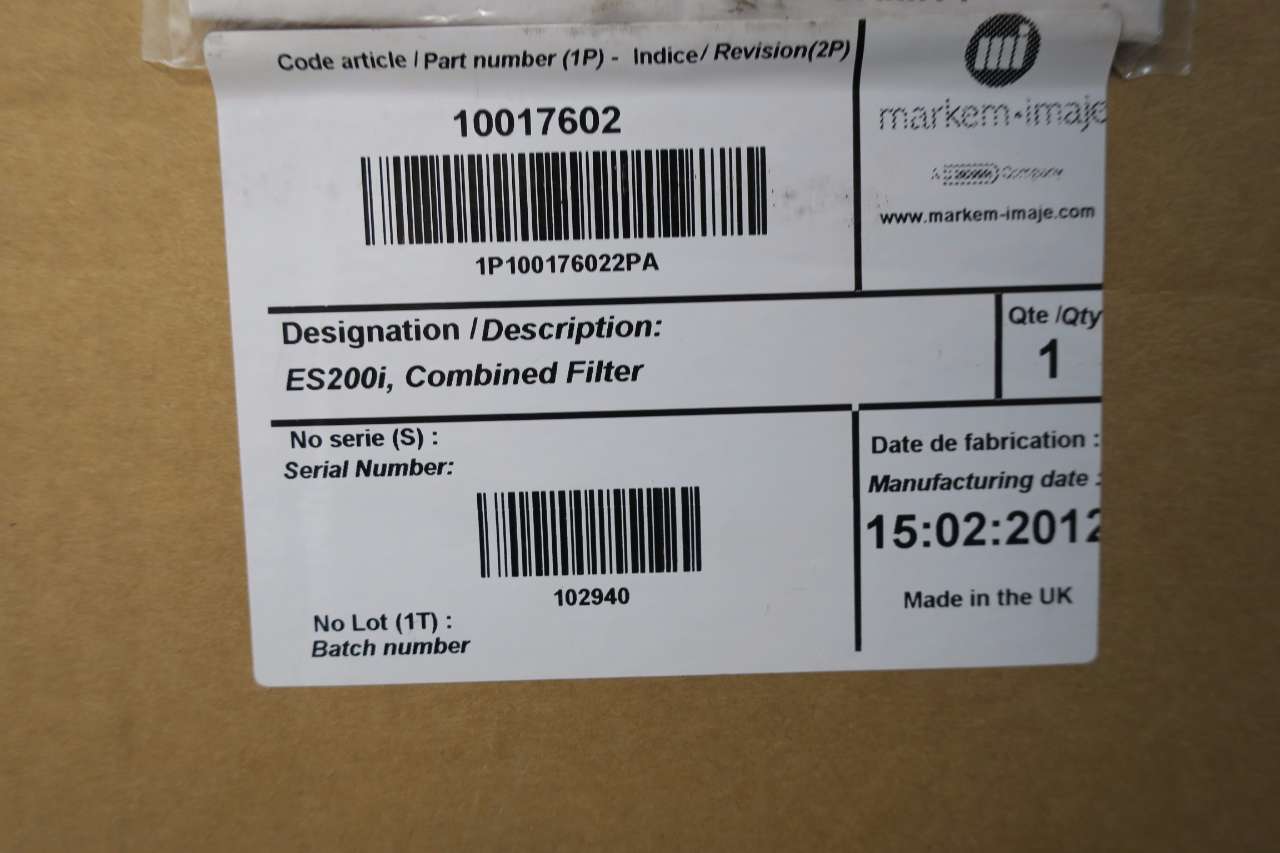 Code article / Part number (1P) - Indice/ Revision(2P)
10017602
1P100176022PA
mi
markem-imaje
Company
www.markem-imaje.com
Designation / Description:
ES200i, Combined Filter
Qte /Qty
1
No serie (S) :
Serial Number:
102940
No Lot (1T) :
Batch number
Date de fabrication :
Manufacturing date :
15:02:2012
Made in the UK